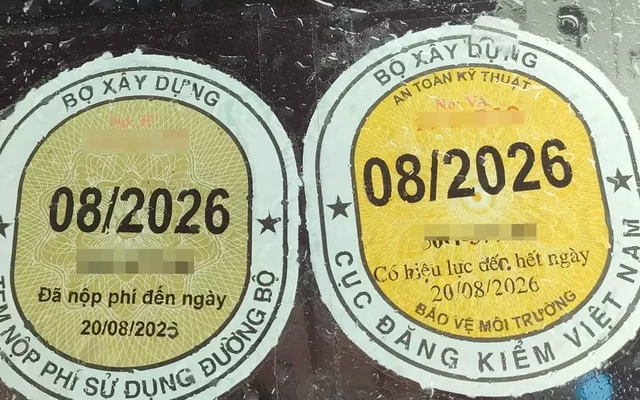 BỘ XÂY DỰNG
08/2026
Đã nộp phí đến ngày
20/08/2026
TEM NỘP PHÍ SỬ DỤNG ĐƯỜNG BỘ
BỘ XÂY DỰNG
AN TOÀN KỸ THUẬT
No: VA
08/2026
Có hiệu lực đến hết ngày
20/08/2026
BẢO VỆ MÔI TRƯỜNG
CỤC ĐĂNG KIỂM VIỆT NAM